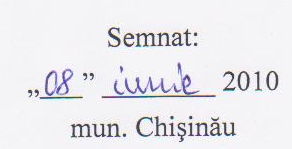 Semnat:
„08” iunie 2010
mun. Chişinău